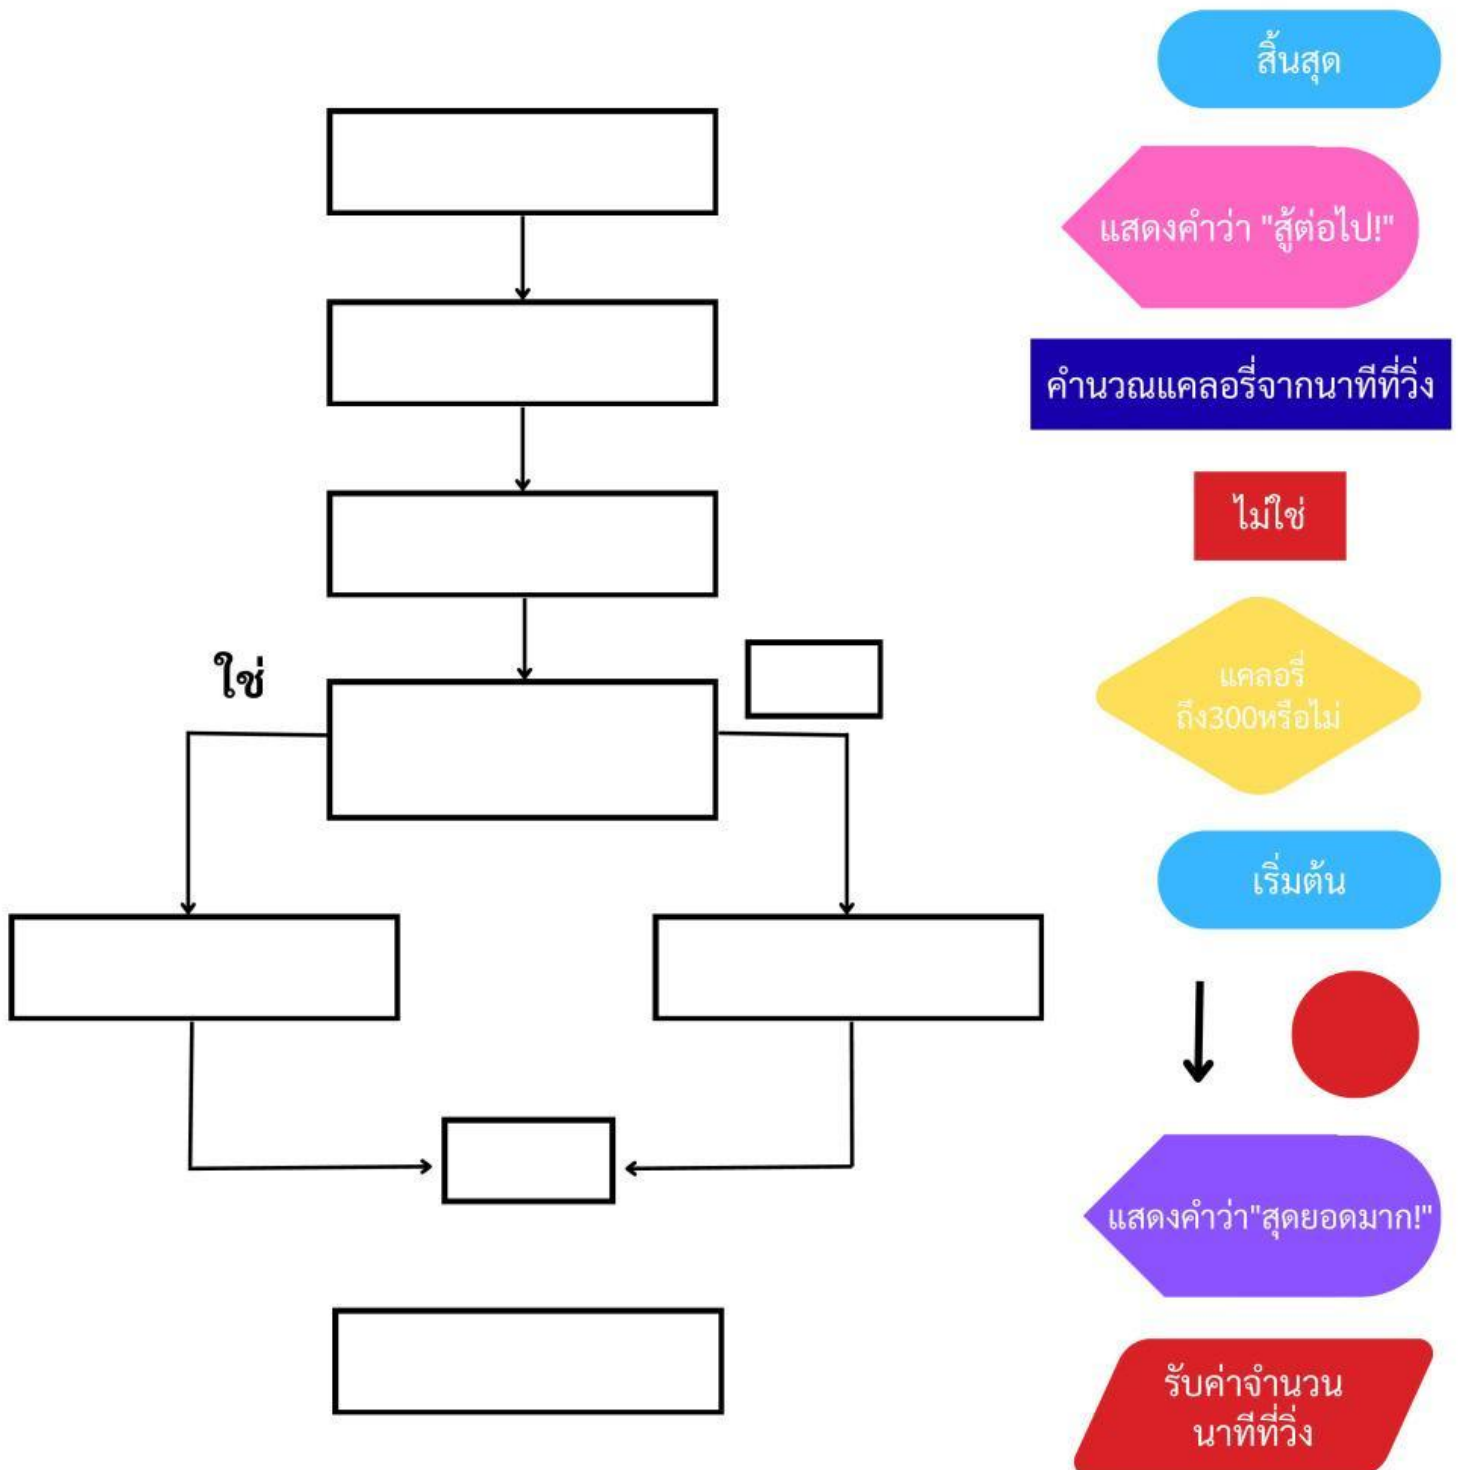 ใช่
สิ้นสุด
แสดงคำว่า "สู้ต่อไป!"
คำนวณแคลอรี่จากนาทีที่วิ่ง
ไม่ใช่
แคลอรี่
ถึง300หรือไม่
เริ่มต้น
แสดงคำว่า"สุดยอดมาก!"
รับค่าจำนวน
นาทีที่วิ่ง